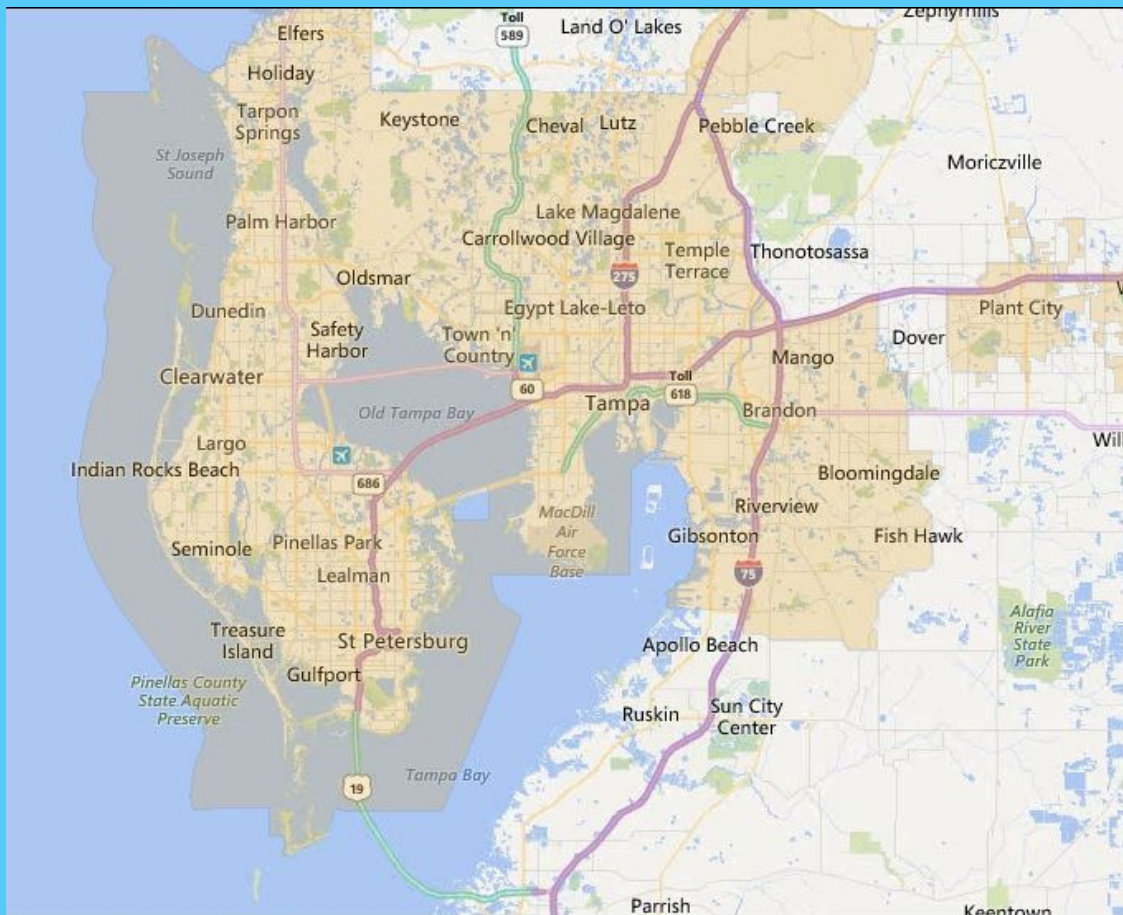 Zephyrhills
Toll
589
Land O' Lakes
Elfers
Holiday
Tarpon
Springs
Keystone
Cheval
Lutz
Pebble Creek
St Joseph
Sound
Moriczville
Palm Harbor
Lake Magdalene
Carrollwood Village
Temple
Terrace
Thonotosassa
Oldsmar
275
Dunedin
Egypt Lake-Leto
Plant City
Safety
Harbor
Town 'n'
Country
Dover
Mango
Clearwater
60
Toll
618
Old Tampa Bay
Tampa
Brandon
Largo
Indian Rocks Beach
Bloomingdale
686
MacDill
Air
Force
Base
Riverview
Gibsonton
Fish Hawk
Seminole
Pinellas Park
Lealman
75
Treasure
Island
St Petersburg
Apollo Beach
Alafia
River
State
Park
Gulfport
Pinellas County
State Aquatic
Preserve
Ruskin
Sun City
Center
Tampa Bay
19
Parrish
Keentown